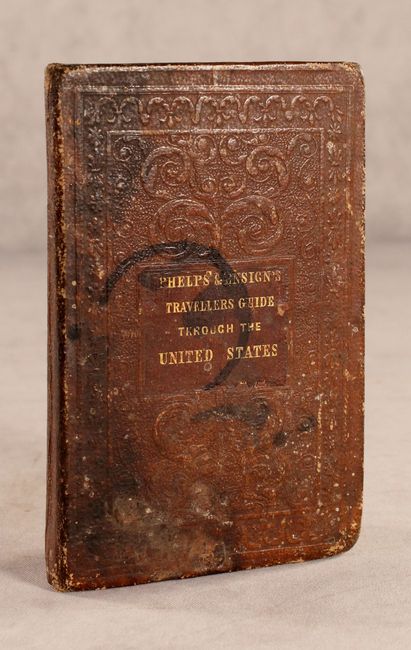 PHELPS & ENSIGN'S
TRAVELLERS GUIDE
THROUGH THE
UNITED STATES